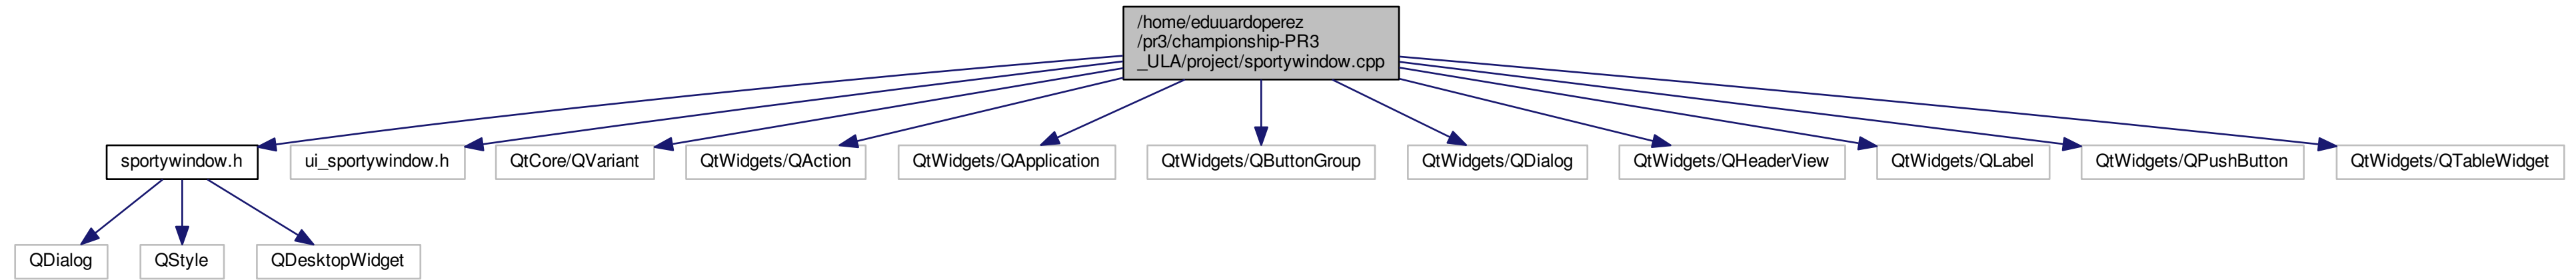 /home/eduuardoperez
/pr3/championship-PR3
_ULA/project/sportywindow.cpp
sportywindow.h
ui_sportywindow.h
QtCore/QVariant
QtWidgets/QAction
QtWidgets/QApplication
QtWidgets/QButtonGroup
QtWidgets/QDialog
QtWidgets/QHeaderView
QtWidgets/QLabel
QtWidgets/QPushButton
QtWidgets/QTableWidget
QDialog
QStyle
QDesktopWidget